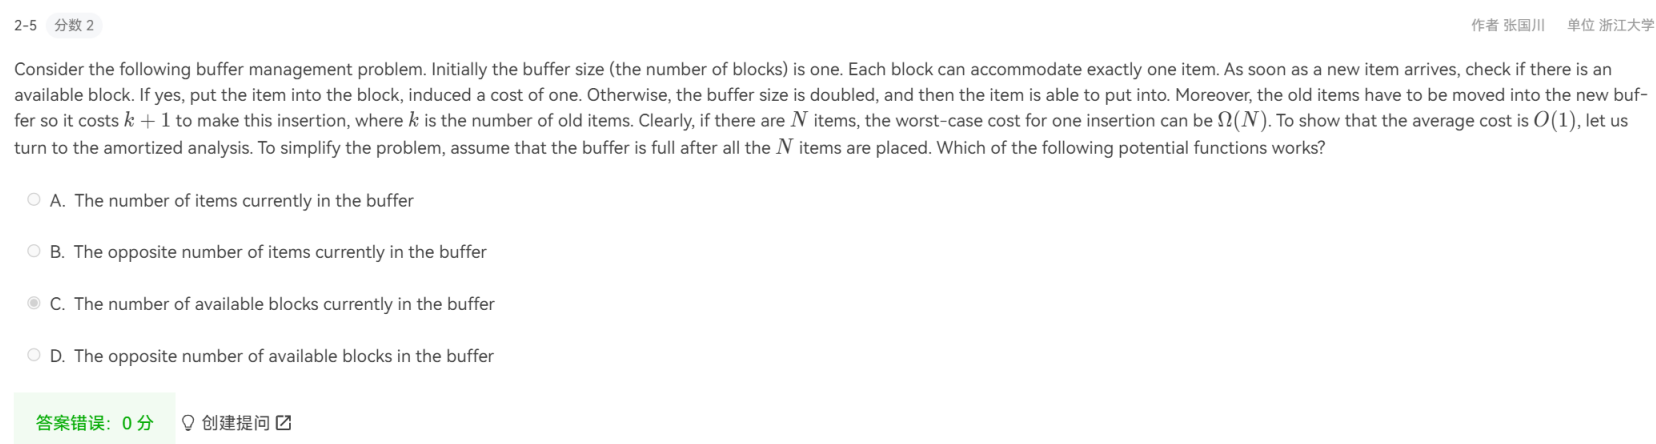 2-5 分数 2 作者 张国川 单位 浙江大学
Consider the following buffer management problem. Initially the buffer size (the number of blocks) is one. Each block can accommodate exactly one item. As soon as a new item arrives, check if there is an
available block. If yes, put the item into the block, induced a cost of one. Otherwise, the buffer size is doubled, and then the item is able to put into. Moreover, the old items have to be moved into the new buf-
fer so it costs k + 1 to make this insertion, where k is the number of old items. Clearly, if there are N items, the worst-case cost for one insertion can be Ω(N). To show that the average cost is O(1), let us
turn to the amortized analysis. To simplify the problem, assume that the buffer is full after all the N items are placed. Which of the following potential functions works?
A. The number of items currently in the buffer
B. The opposite number of items currently in the buffer
C. The number of available blocks currently in the buffer
D. The opposite number of available blocks in the buffer
答案错误：0 分 创建提问